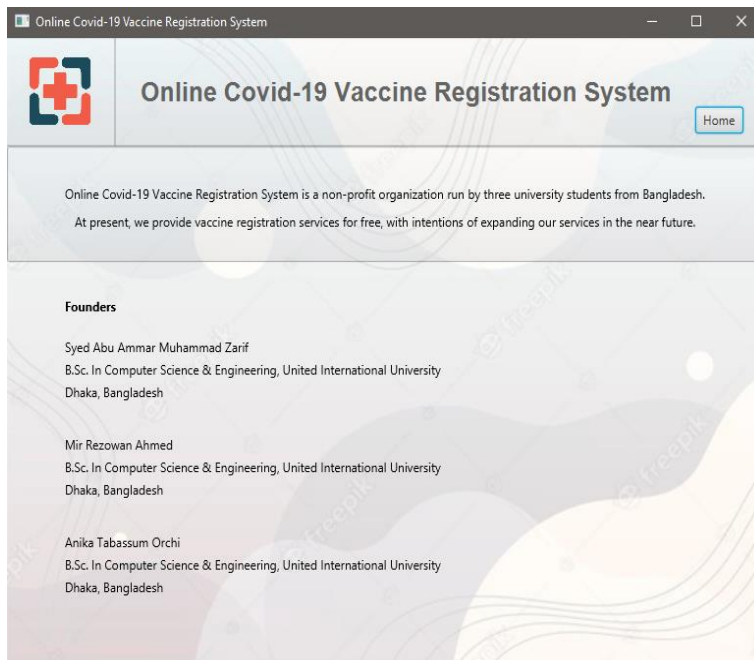 Online Covid-19 Vaccine Registration System
Online Covid-19 Vaccine Registration System
Home
Online Covid-19 Vaccine Registration System is a non-profit organization run by three university students from Bangladesh.
At present, we provide vaccine registration services for free, with intentions of expanding our services in the near future.
Founders
Syed Abu Ammar Muhammad Zarif
B.Sc. In Computer Science & Engineering, United International University
Dhaka, Bangladesh
Mir Rezowan Ahmed
B.Sc. In Computer Science & Engineering, United International University
Dhaka, Bangladesh
Anika Tabassum Orchi
B.Sc. In Computer Science & Engineering, United International University
Dhaka, Bangladesh
freepik
freepik
freepik
freepik